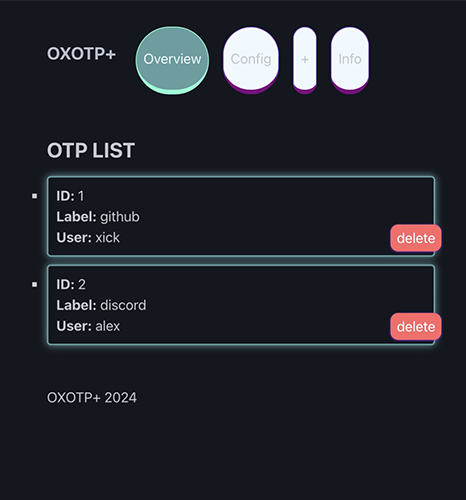 OXOTP+ Overview Config + Info
OTP LIST
ID: 1
Label: github
User: xick
delete
ID: 2
Label: discord
User: alex
delete
OXOTP+ 2024